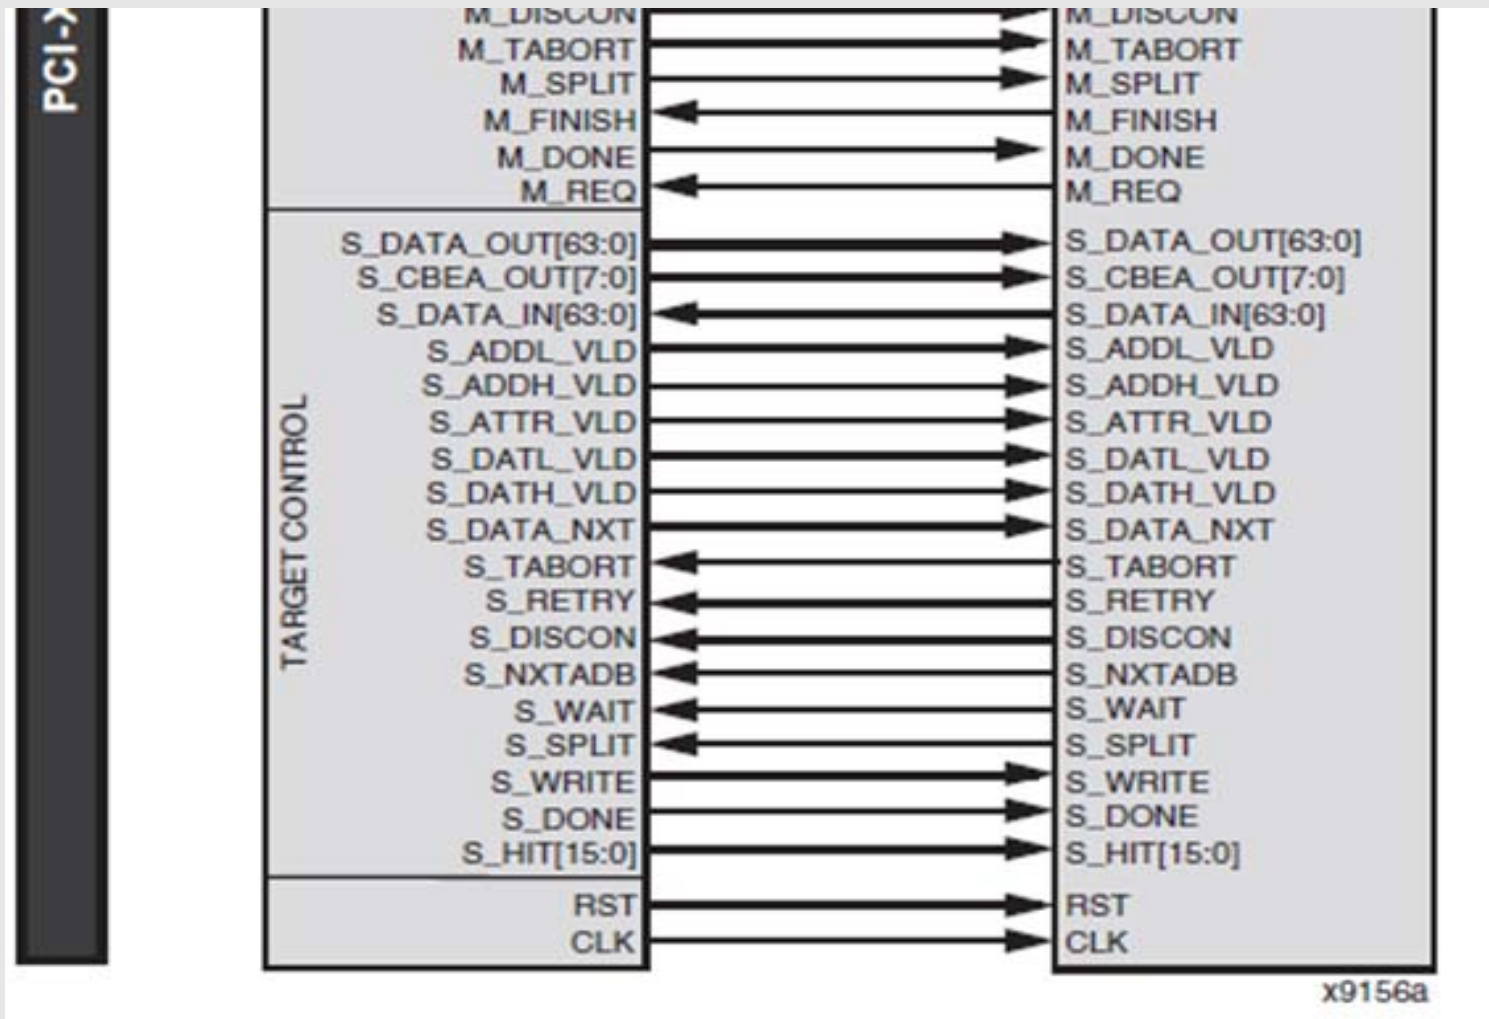 PCI-X
M_DISCON M_DISCON
M_TABORT M_TABORT
M_SPLIT M_SPLIT
M_FINISH M_FINISH
M_DONE M_DONE
M_REQ M_REQ
TARGET CONTROL
S_DATA_OUT[63:0] S_DATA_OUT[63:0]
S_CBEA_OUT[7:0] S_CBEA_OUT[7:0]
S_DATA_IN[63:0] S_DATA_IN[63:0]
S_ADDL_VLD S_ADDL_VLD
S_ADDH_VLD S_ADDH_VLD
S_ATTR_VLD S_ATTR_VLD
S_DATL_VLD S_DATL_VLD
S_DATH_VLD S_DATH_VLD
S_DATA_NXT S_DATA_NXT
S_TABORT S_TABORT
S_RETRY S_RETRY
S_DISCON S_DISCON
S_NXTADB S_NXTADB
S_WAIT S_WAIT
S_SPLIT S_SPLIT
S_WRITE S_WRITE
S_DONE S_DONE
S_HIT[15:0] S_HIT[15:0]
RST RST
CLK CLK
x9156a